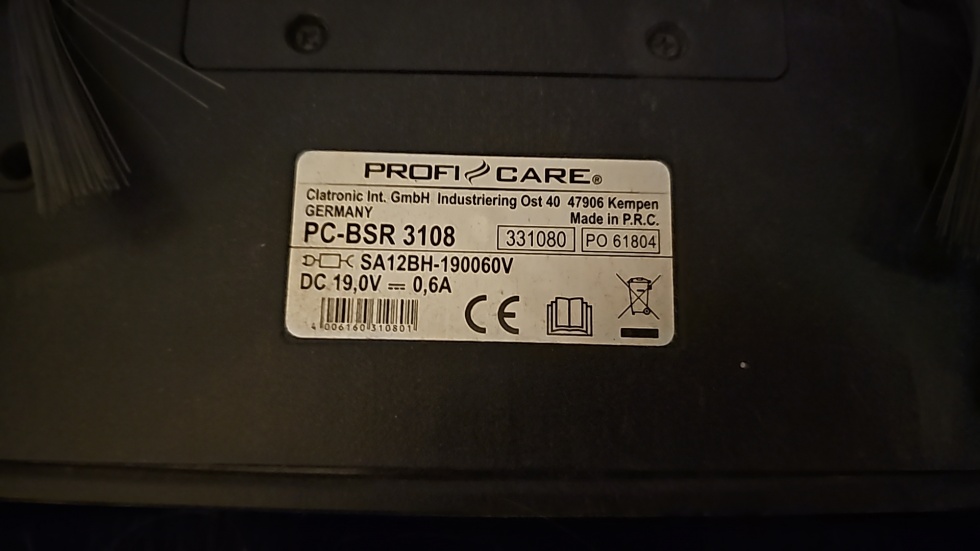 PROFI CARE®
Clatronic Int. GmbH Industriering Ost 40 47906 Kempen
GERMANY Made in P.R.C.
PC-BSR 3108 331080 PO 61804
SA12BH-190060V
DC 19,0V ⎓ 0,6A
4 006160 310801
CE